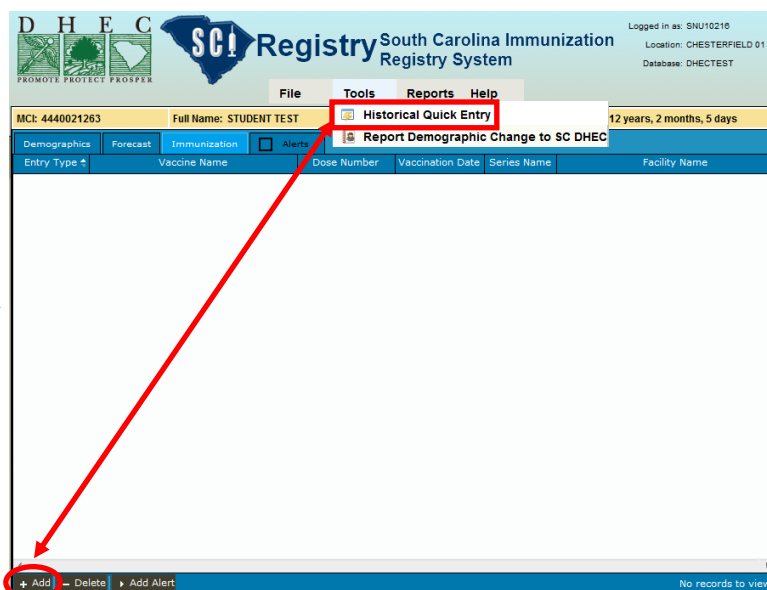 D H E C
PROMOTE PROTECT PROSPER
SCI Registry South Carolina Immunization
Registry System
Logged in as: SNU10216
Location: CHESTERFIELD 01
Database: DHECTEST
File Tools Reports Help
Historical Quick Entry
Report Demographic Change to SC DHEC
MCI: 4440021263 Full Name: STUDENT TEST 12 years, 2 months, 5 days
Demographics Forecast Immunization Alerts
Entry Type Vaccine Name Dose Number Vaccination Date Series Name Facility Name
+ Add − Delete Add Alert No records to view